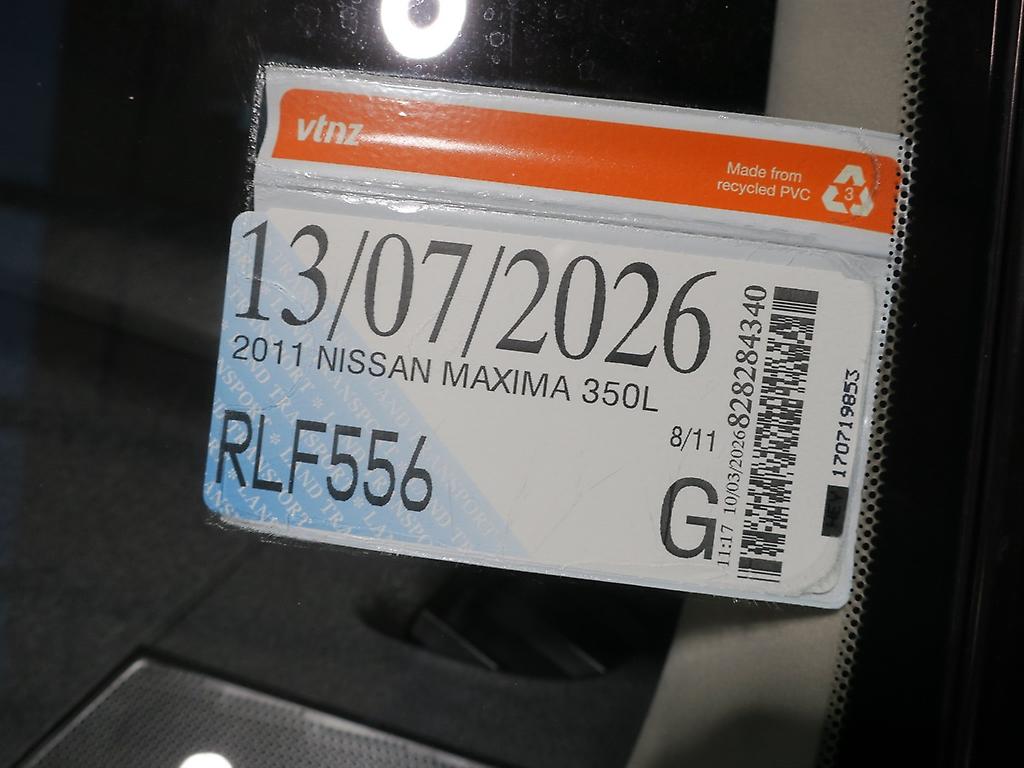 vtnz
Made from
recycled PVC
3
13/07/2026
2011 NISSAN MAXIMA 350L
8/11
RLF556
G
11:17 10/03/2026 828284340
KEY 170719853